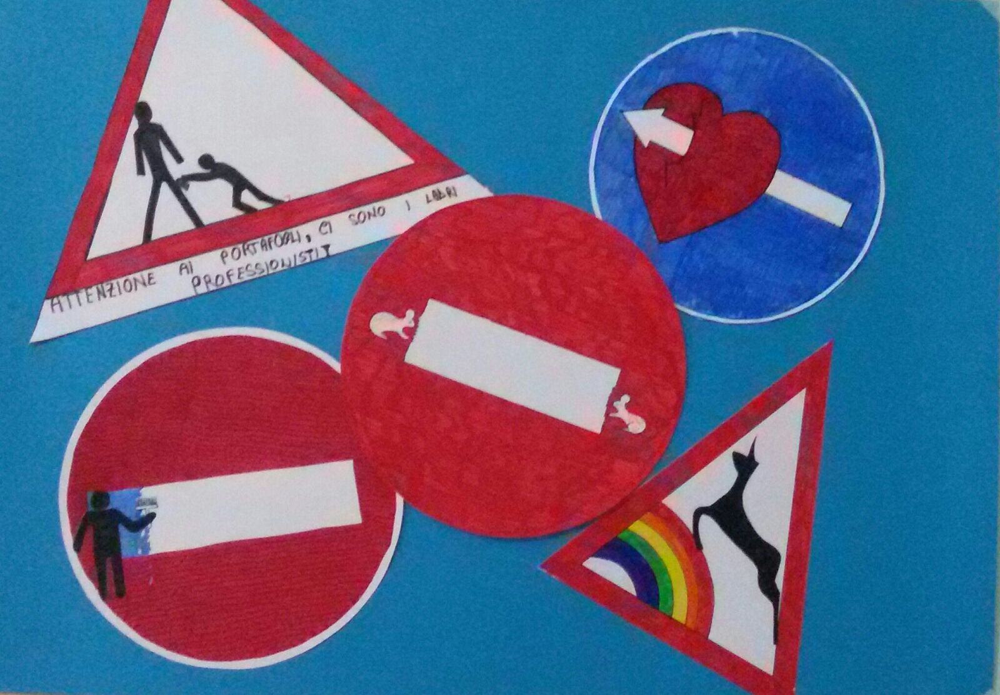 ATTENZIONE AI PORTAFOGLI, CI SONO I LADRI
PROFESSIONISTI